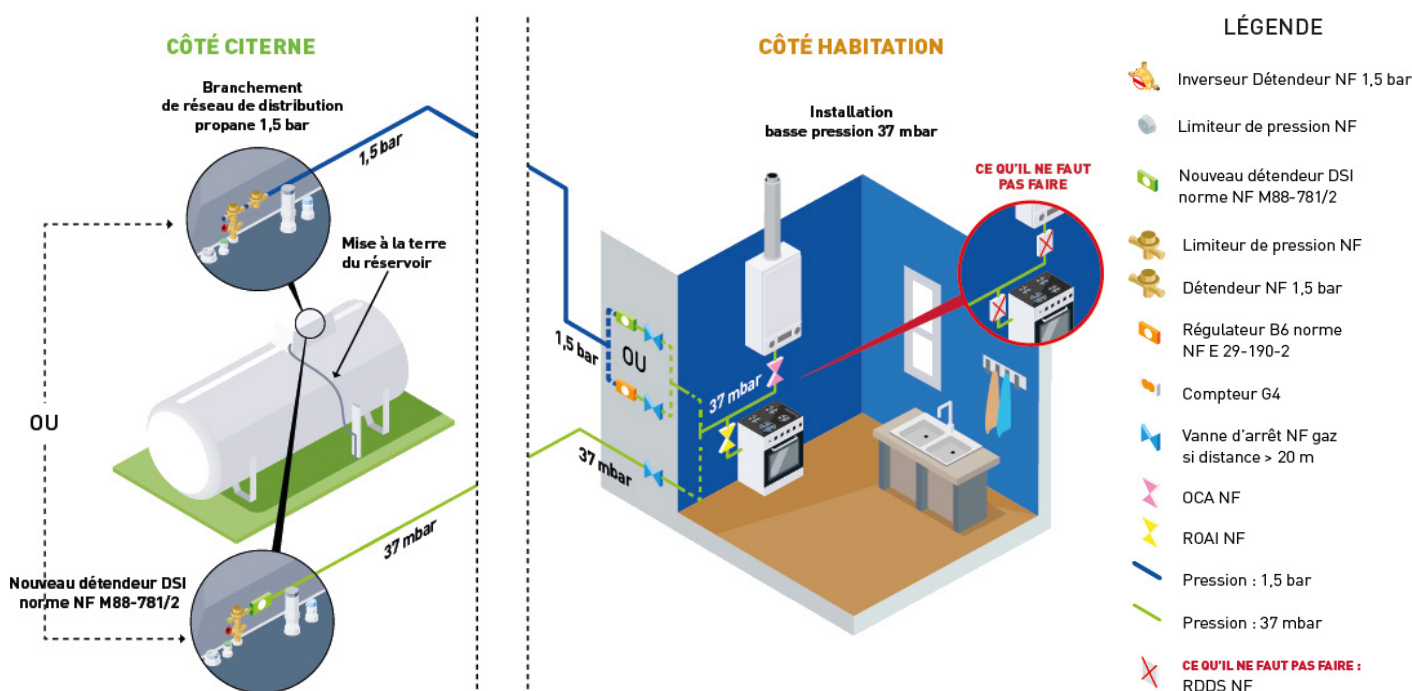 CÔTÉ CITERNE
Branchement
de réseau de distribution
propane 1,5 bar
1,5 bar
Mise à la terre
du réservoir
OU
37 mbar
Nouveau détendeur DSI
norme NF M88-781/2
CÔTÉ HABITATION
Installation
basse pression 37 mbar
CE QU'IL NE FAUT
PAS FAIRE
1,5 bar
OU
37 mbar
37 mbar
LÉGENDE
Inverseur Détendeur NF 1,5 bar
Limiteur de pression NF
Nouveau détendeur DSI
norme NF M88-781/2
Limiteur de pression NF
Détendeur NF 1,5 bar
Régulateur B6 norme
NF E 29-190-2
Compteur G4
Vanne d'arrêt NF gaz
si distance > 20 m
OCA NF
ROAI NF
Pression : 1,5 bar
Pression : 37 mbar
CE QU'IL NE FAUT PAS FAIRE :
RDDS NF